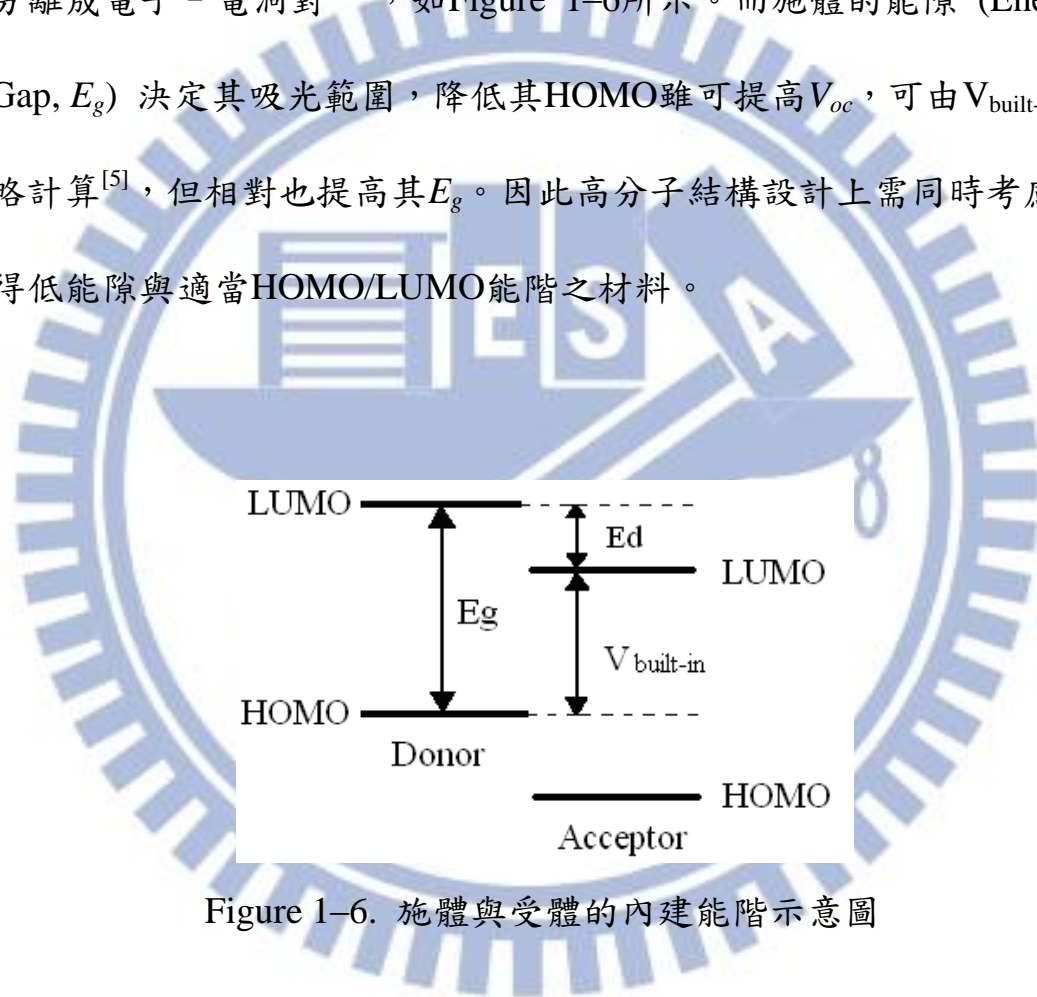 分離成電子–電洞對 ,如Figure 1–6所示。而施體的能隙 (Ene
Gap, Eg) 決定其吸光範圍,降低其HOMO雖可提高Voc,可由Vbuilt-
略計算[5],但相對也提高其Eg。因此高分子結構設計上需同時考慮
得低能隙與適當HOMO/LUMO能階之材料。
E S A
8
LUMO
Ed
LUMO
Eg
V built-in
HOMO
Donor
HOMO
Acceptor
Figure 1–6. 施體與受體的內建能階示意圖